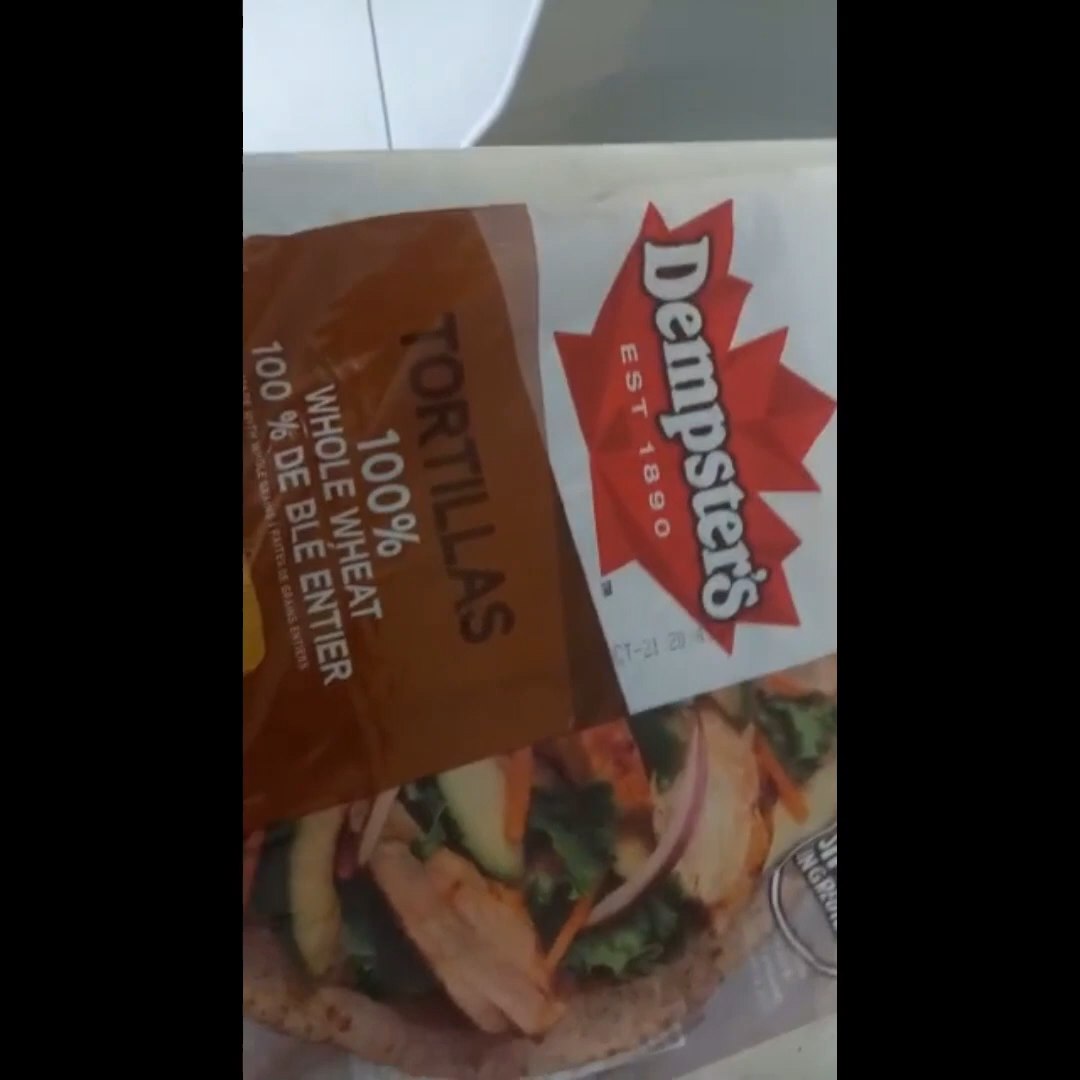 Dempster's
EST 1890
TORTILLAS
100%
WHOLE WHEAT
100 % DE BLÉ ENTIER